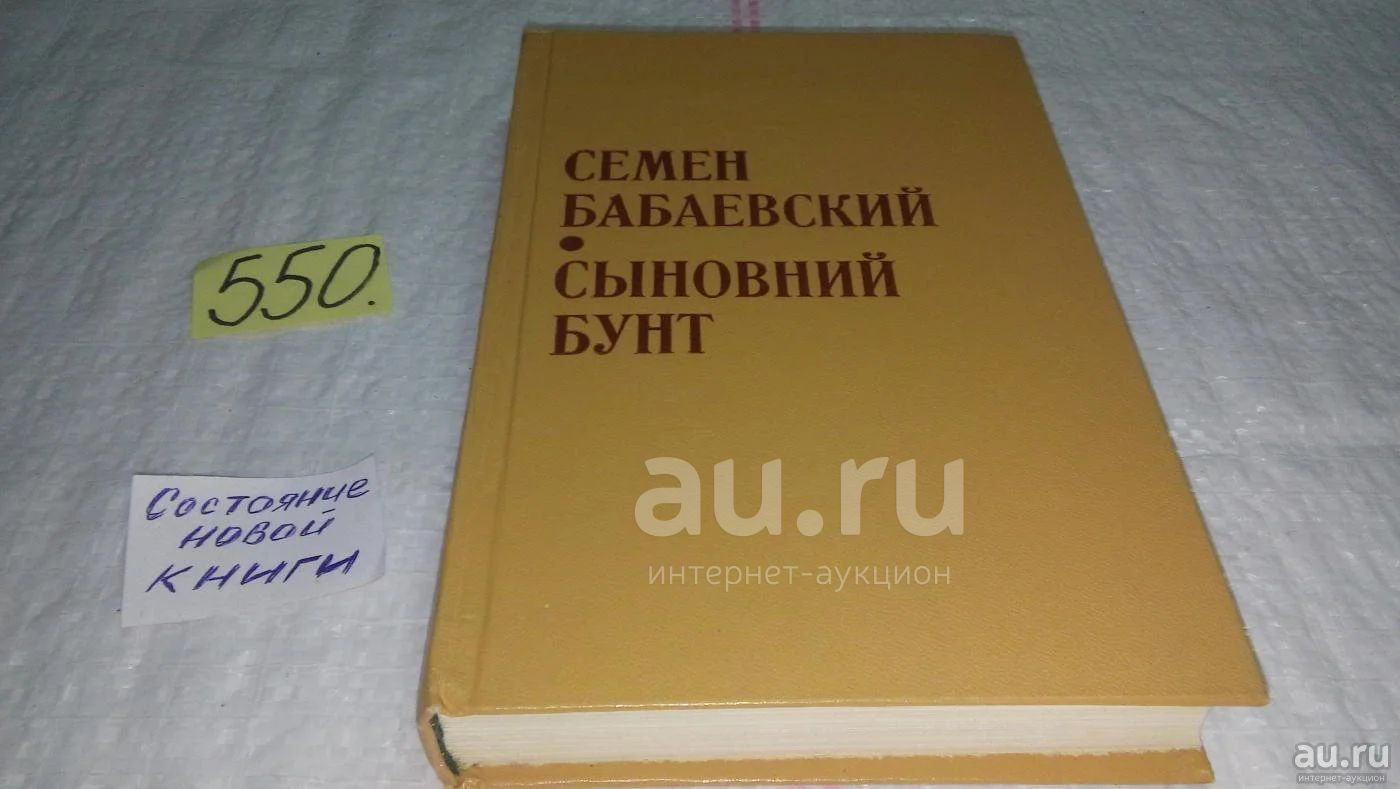 СЕМЕН
БАБАЕВСКИЙ
•
СЫНОВНИЙ
БУНТ
550.
Состояние
новой
книги
au.ru
интернет-аукцион
au.ru
интернет-аукцион